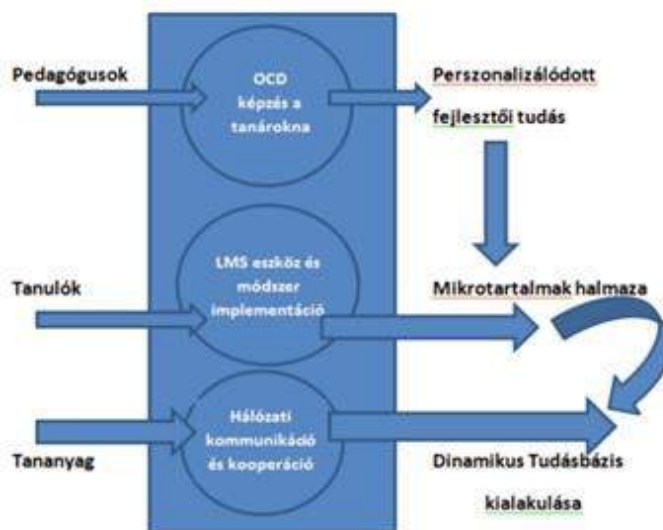 Pedagógusok
OCD
képzés a
tanárokna
Perszonalizálódott
fejlesztői tudás
Tanulók
LMS eszköz és
módszer
implementáció
Mikrotartalmak halmaza
Tananyag
Hálózati
kommunikáció
és kooperáció
Dinamikus Tudásbázis
kialakulása